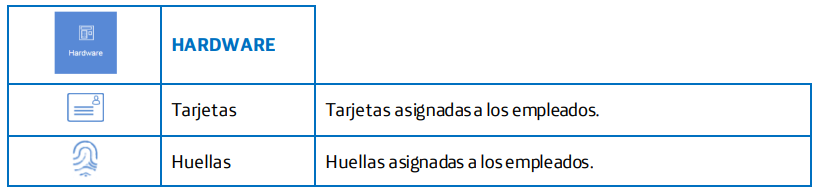 Hardware
HARDWARE
Tarjetas
Tarjetas asignadas a los empleados.
Huellas
Huellas asignadas a los empleados.